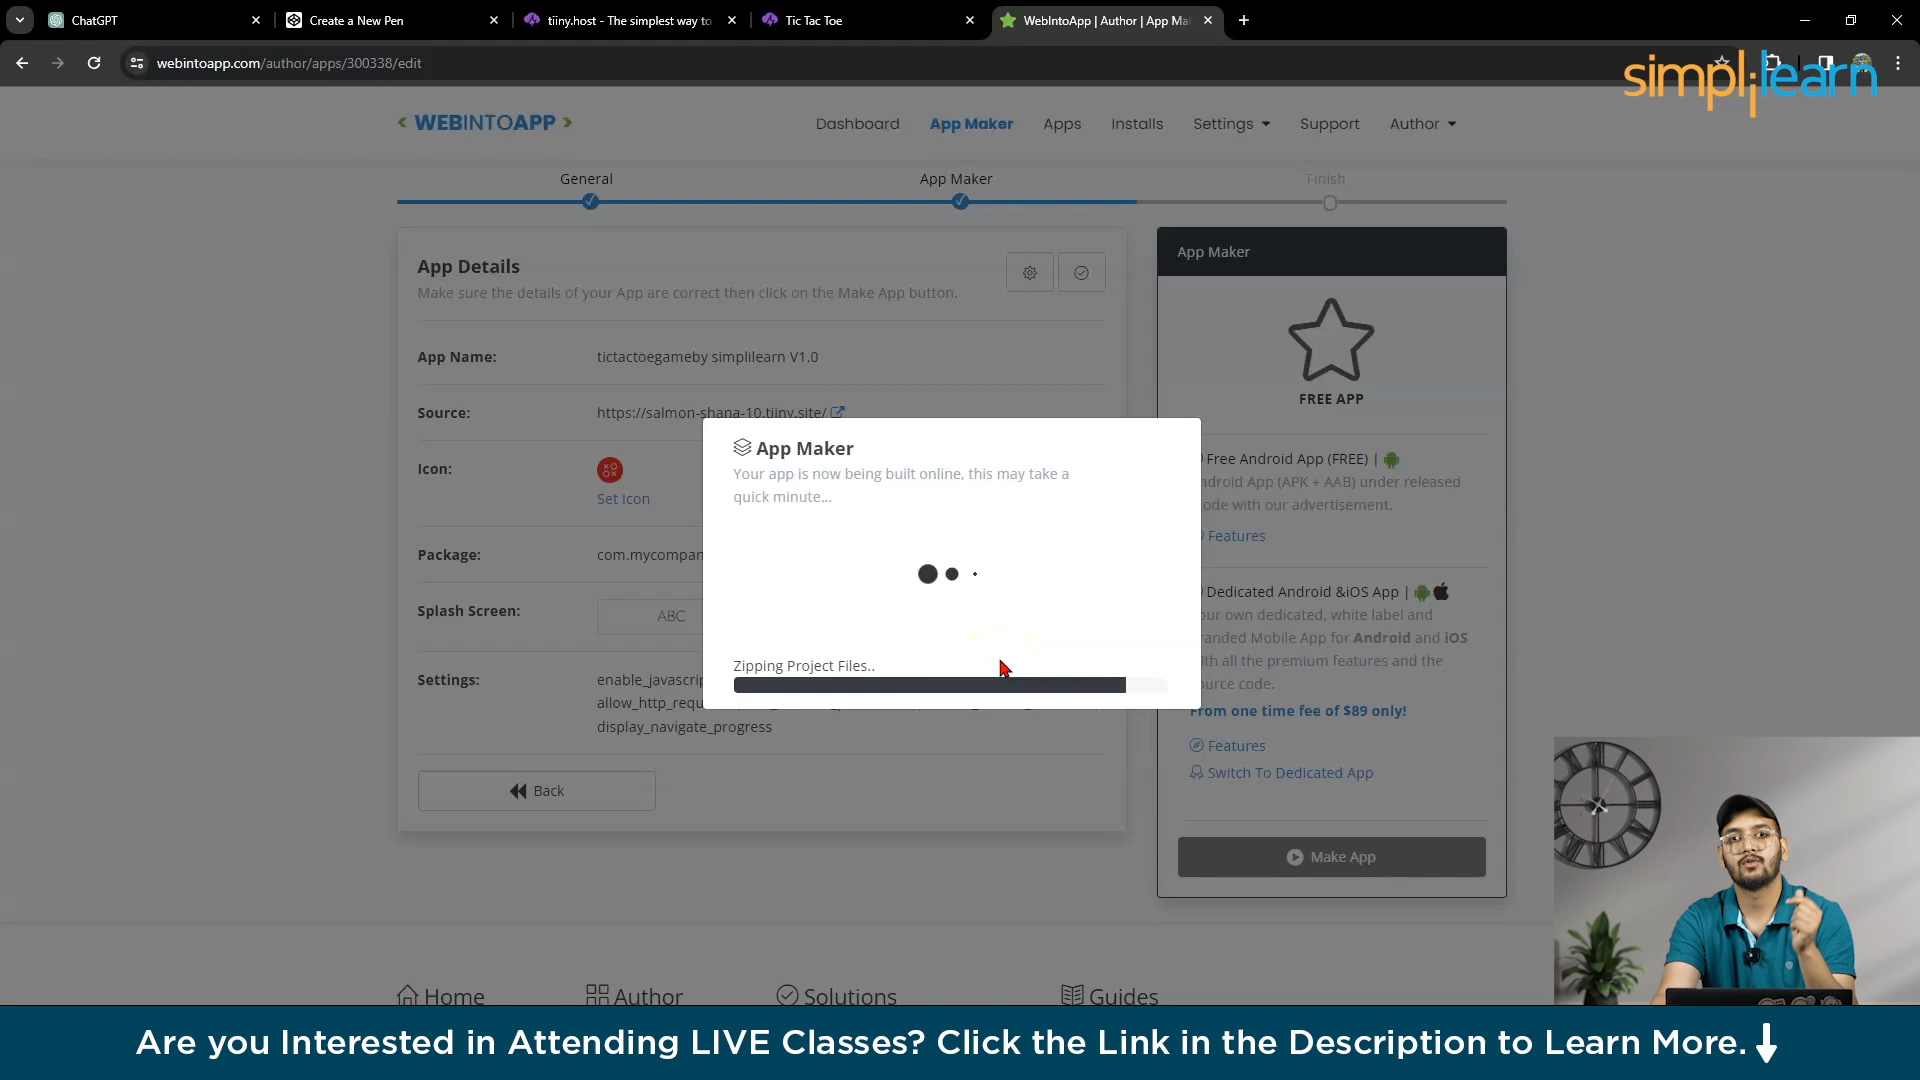 ChatGPT
Create a New Pen
tiiny.host - The simplest way to
Tic Tac Toe
WebIntoApp | Author | App Ma
webintoapp.com/author/apps/300338/edit
simplilearn
< WEBINTOAPP >
Dashboard
App Maker
Apps
Installs
Settings
Support
Author
General
App Maker
Finish
App Details
Make sure the details of your App are correct then click on the Make App button.
App Name:
tictactoegameby simplilearn V1.0
Source:
https://salmon-shana-10.tiiny.site/
Icon:
Set Icon
Package:
com.mycompan
Splash Screen:
ABC
Settings:
enable_javascrip
allow_http_requ
display_navigate_progress
Back
App Maker
Your app is now being built online, this may take a
quick minute...
Zipping Project Files..
App Maker
FREE APP
Free Android App (FREE) |
ndroid App (APK + AAB) under released
ode with our advertisement.
Features
Dedicated Android &iOS App |
our own dedicated, white label and
randed Mobile App for Android and iOS
ith all the premium features and the
ource code.
From one time fee of $89 only!
Features
Switch To Dedicated App
Make App
Home
Author
Solutions
Guides
Are you Interested in Attending LIVE Classes? Click the Link in the Description to Learn More.